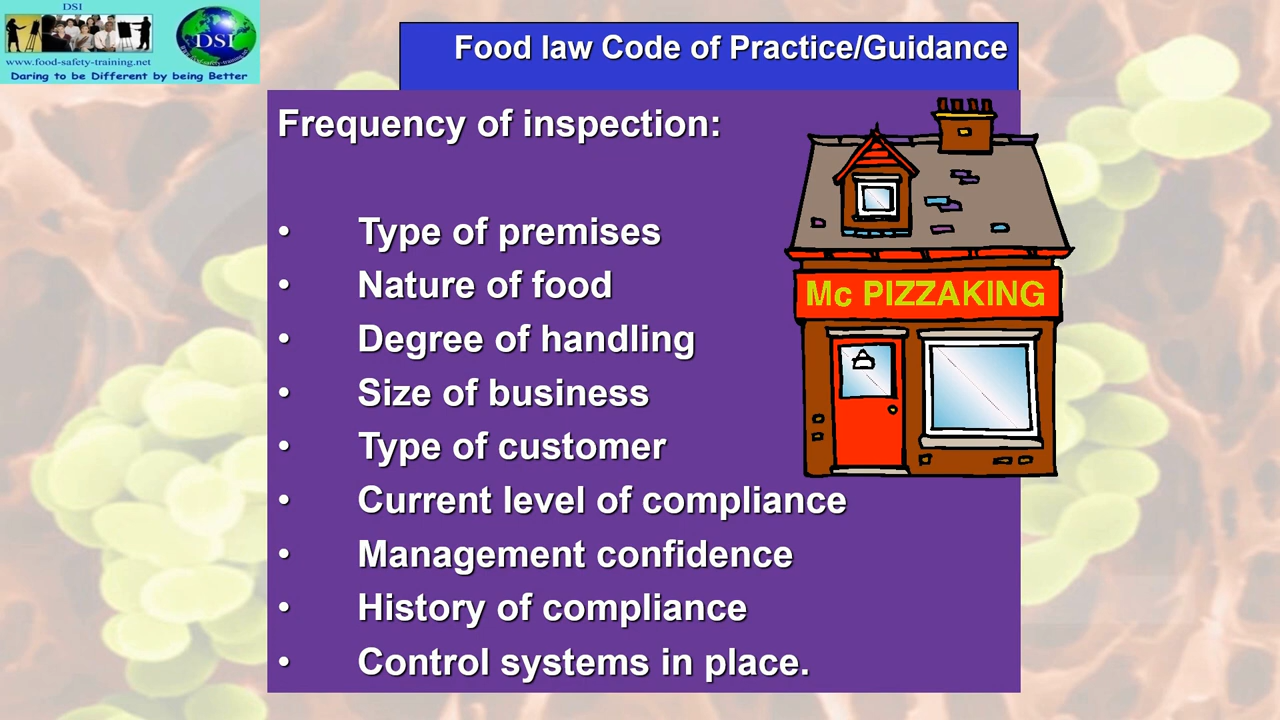 DSI
DSI
www.food-safety-training.net
Daring to be Different by being Better
Food law Code of Practice/Guidance
Frequency of inspection:
• Type of premises
• Nature of food
• Degree of handling
• Size of business
• Type of customer
• Current level of compliance
• Management confidence
• History of compliance
• Control systems in place.
Mc PIZZAKING